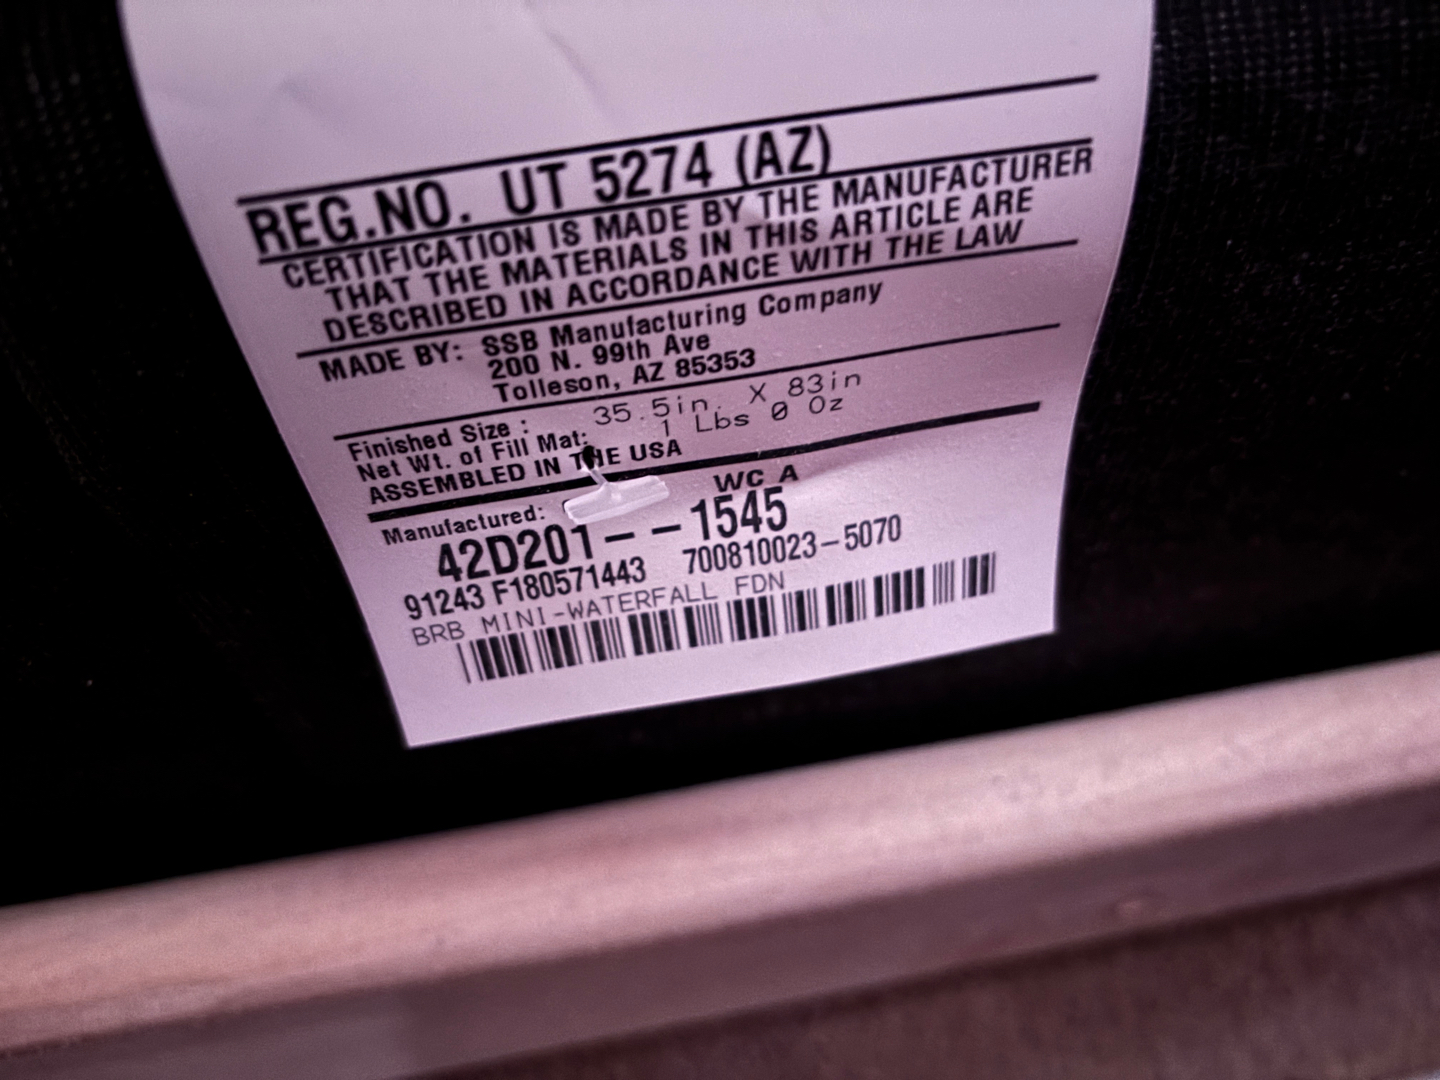 REG.NO. UT 5274 (AZ)
CERTIFICATION IS MADE BY THE MANUFACTURER
THAT THE MATERIALS IN THIS ARTICLE ARE
DESCRIBED IN ACCORDANCE WITH THE LAW
MADE BY: SSB Manufacturing Company
200 N. 99th Ave
Tolleson, AZ 85353
Finished Size : 35.5in. X 83in
Net Wt. of Fill Mat: 1 Lbs 0 Oz
ASSEMBLED IN THE USA
Manufactured: WC A
42D201--1545
91243 F180571443 700810023-5070
BRB MINI-WATERFALL FDN